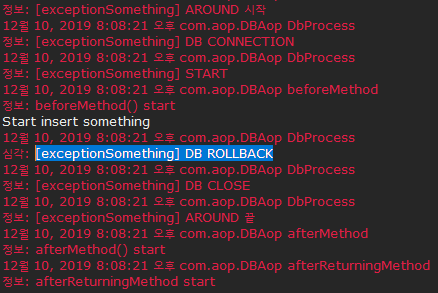 정보: [exceptionSomething] AROUND 시작
12월 10, 2019 8:08:21 오후 com.aop.DBAop DbProcess
정보: [exceptionSomething] DB CONNECTION
12월 10, 2019 8:08:21 오후 com.aop.DBAop DbProcess
정보: [exceptionSomething] START
12월 10, 2019 8:08:21 오후 com.aop.DBAop beforeMethod
정보: beforeMethod() start
Start insert something
12월 10, 2019 8:08:21 오후 com.aop.DBAop DbProcess
심각: [exceptionSomething] DB ROLLBACK
12월 10, 2019 8:08:21 오후 com.aop.DBAop DbProcess
정보: [exceptionSomething] DB CLOSE
12월 10, 2019 8:08:21 오후 com.aop.DBAop DbProcess
정보: [exceptionSomething] AROUND 끝
12월 10, 2019 8:08:21 오후 com.aop.DBAop afterMethod
정보: afterMethod() start
12월 10, 2019 8:08:21 오후 com.aop.DBAop afterReturningMethod
정보: afterReturningMethod start